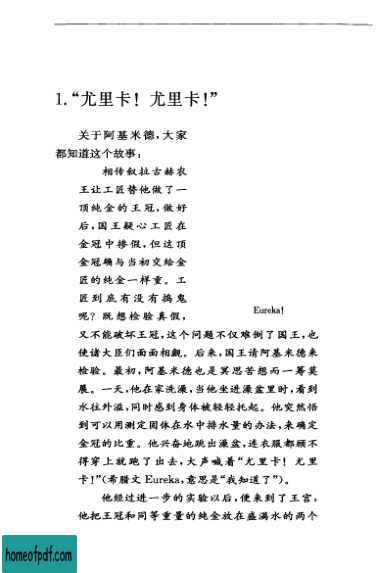 1.“尤里卡！尤里卡！”
关于阿基米德，大家
都知道这个故事：
相传叙拉古赫农
王让工匠替他做了一
顶纯金的王冠，做好
后，国王疑心工匠在
金冠中掺假，但这顶
金冠确与当初交给金
匠的纯金一样重。工
匠到底有没有捣鬼
呢？既想检验真假，
Eureka!
又不能破坏王冠，这个问题不仅难倒了国王，也
使诸大臣们面面相觑。后来，国王请阿基米德来
检验。最初，阿基米德也是冥思苦想而一筹莫
展。一天，他在家洗澡，当他坐进澡盆里时，看到
水往外溢，同时感到身体被轻轻托起。他突然悟
到可以用测定固体在水中排水量的办法，来确定
金冠的比重。他兴奋地跳出澡盆，连衣服都顾不
得穿上就跑了出去，大声喊着“尤里卡！尤里
卡！”(希腊文 Eureka，意思是“我知道了”)。
他经过进一步的实验以后，便来到了王宫，
他把王冠和同等重量的纯金放在盛满水的两个
homeofpdf.com